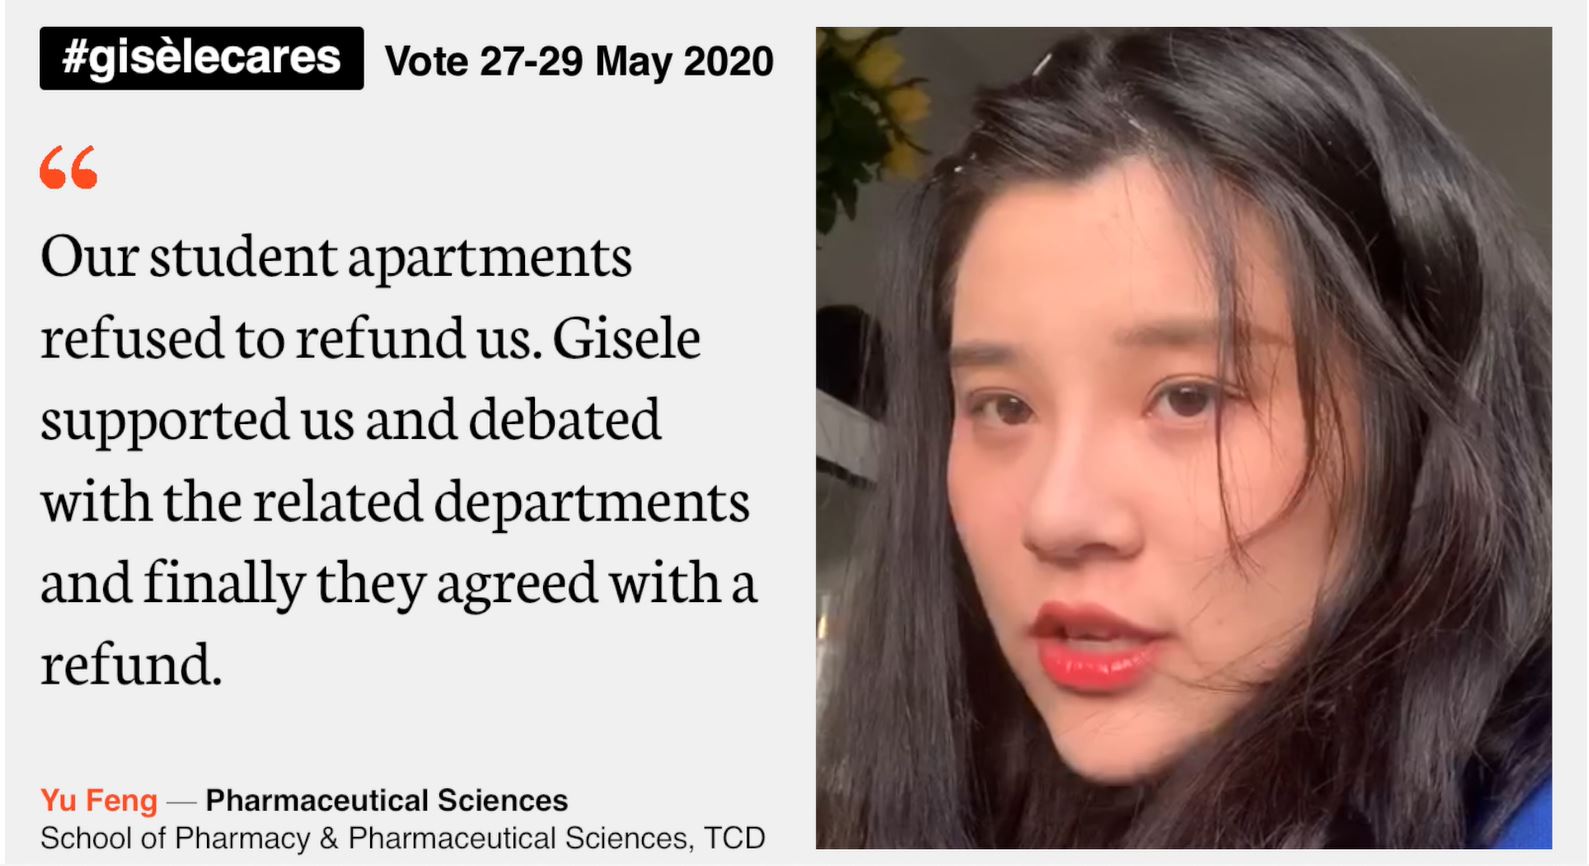 #gisèlecares Vote 27-29 May 2020
“
Our student apartments
refused to refund us. Gisele
supported us and debated
with the related departments
and finally they agreed with a
refund.
Yu Feng — Pharmaceutical Sciences
School of Pharmacy & Pharmaceutical Sciences, TCD